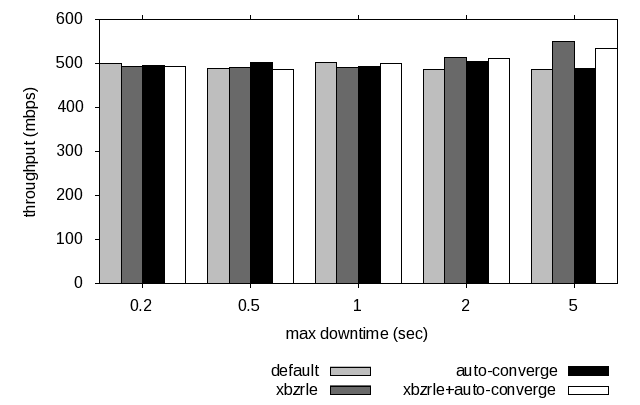 600
500
400
300
200
100
0
throughput (mbps)
0.2 0.5 1 2 5
max downtime (sec)
default auto-converge
xbzrle xbzrle+auto-converge